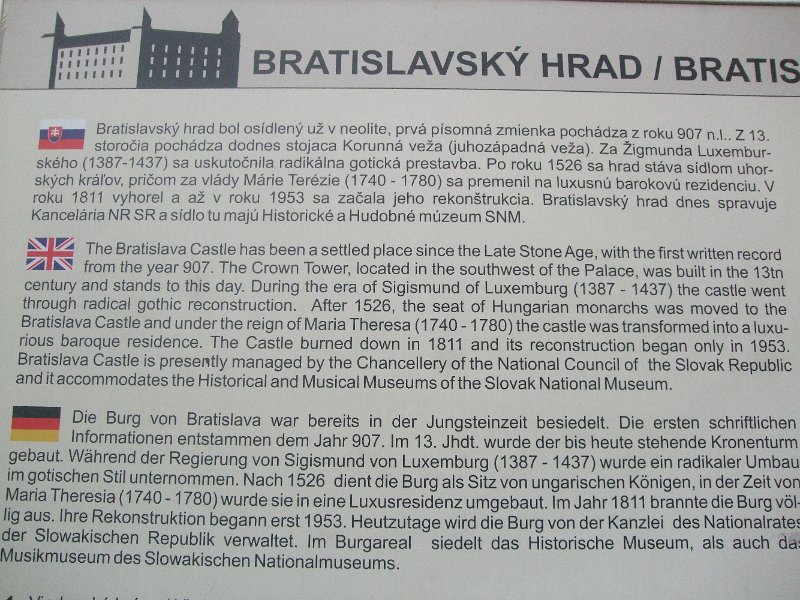 BRATISLAVSKÝ HRAD / BRATIS
Bratislavský hrad bol osídlený už v neolite, prvá písomná zmienka pochádza z roku 907 n.l.. Z 13.
storočia pochádza dodnes stojaca Korunná veža (juhozápadná veža). Za Žigmunda Luxembur-
ského (1387-1437) sa uskutočnila radikálna gotická prestavba. Po roku 1526 sa hrad stáva sídlom uhor-
ských kráľov, pričom za vlády Márie Terézie (1740 - 1780) sa premenil na luxusnú barokovú rezidenciu. V
roku 1811 vyhorel a až v roku 1953 sa začala jeho rekonštrukcia. Bratislavský hrad dnes spravuje
Kancelária NR SR a sídlo tu majú Historické a Hudobné múzeum SNM.
The Bratislava Castle has been a settled place since the Late Stone Age, with the first written record
from the year 907. The Crown Tower, located in the southwest of the Palace, was built in the 13tn
century and stands to this day. During the era of Sigismund of Luxemburg (1387 - 1437) the castle went
through radical gothic reconstruction. After 1526, the seat of Hungarian monarchs was moved to the
Bratislava Castle and under the reign of Maria Theresa (1740 - 1780) the castle was transformed into a luxu-
rious baroque residence. The Castle burned down in 1811 and its reconstruction began only in 1953.
Bratislava Castle is presently managed by the Chancellery of the National Council of the Slovak Republic
and it accommodates the Historical and Musical Museums of the Slovak National Museum.
Die Burg von Bratislava war bereits in der Jungsteinzeit besiedelt. Die ersten schriftlichen
Informationen entstammen dem Jahr 907. Im 13. Jhdt. wurde der bis heute stehende Kronenturm
gebaut. Während der Regierung von Sigismund von Luxemburg (1387 - 1437) wurde ein radikaler Umbau
im gotischen Stil unternommen. Nach 1526 dient die Burg als Sitz von ungarischen Königen, in der Zeit von
Maria Theresia (1740 - 1780) wurde sie in eine Luxusresidenz umgebaut. Im Jahr 1811 brannte die Burg völ-
lig aus. Ihre Rekonstruktion begann erst 1953. Heutzutage wird die Burg von der Kanzlei des Nationalrates
der Slowakischen Republik verwaltet. Im Burgareal siedelt das Historische Museum, als auch das
Musikmuseum des Slowakischen Nationalmuseums.